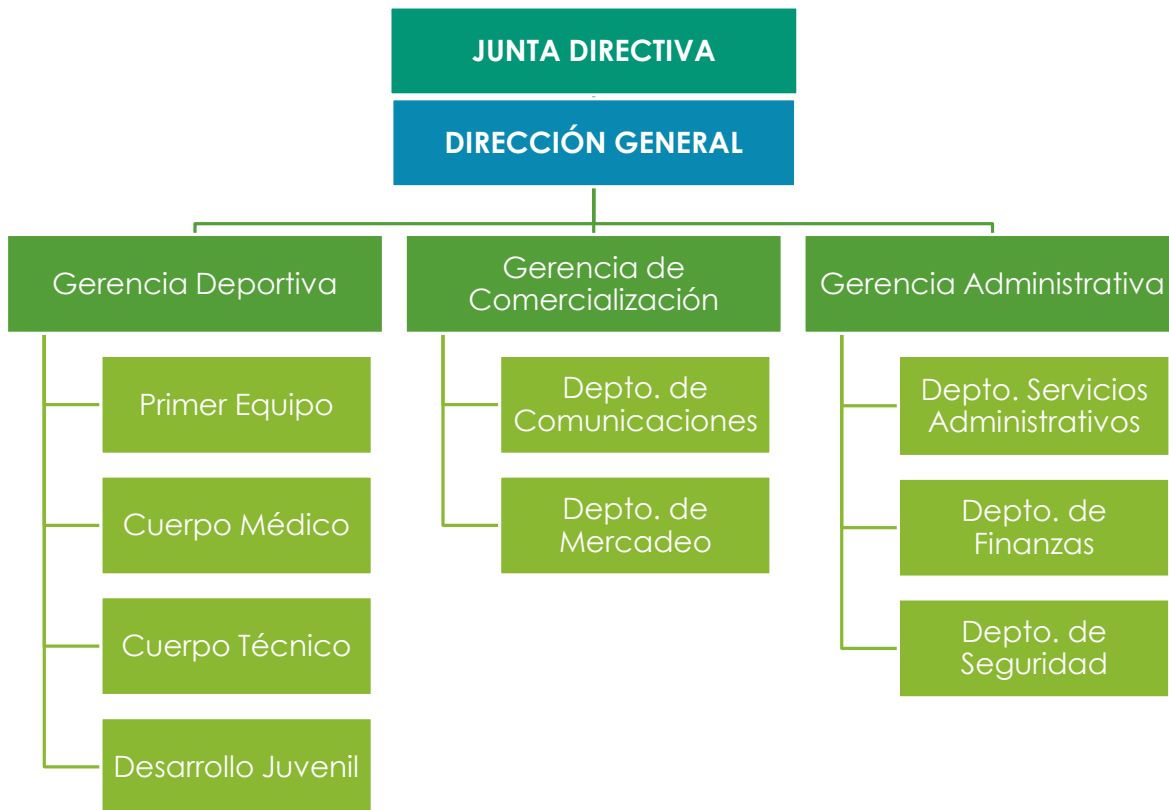 JUNTA DIRECTIVA
DIRECCIÓN GENERAL
Gerencia Deportiva
Primer Equipo
Cuerpo Médico
Cuerpo Técnico
Desarrollo Juvenil
Gerencia de
Comercialización
Depto. de
Comunicaciones
Depto. de
Mercadeo
Gerencia Administrativa
Depto. Servicios
Administrativos
Depto. de
Finanzas
Depto. de
Seguridad